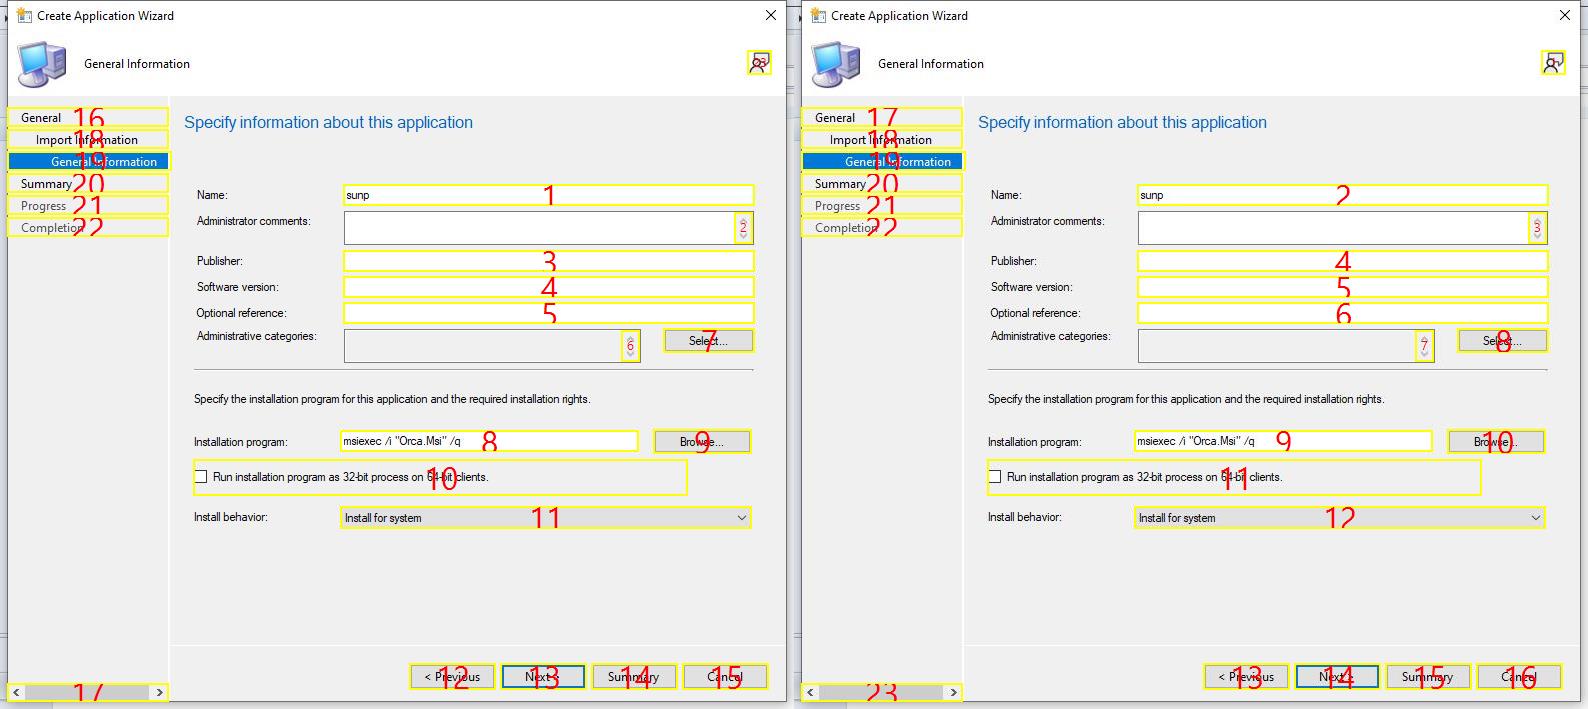 Create Application Wizard
General Information
23
General 16
Import Information 18
General Information 19
Summary 20
Progress 21
Completion 22
17
Specify information about this application
Name: sunp 1
Administrator comments: 2
Publisher: 3
Software version: 4
Optional reference: 5
Administrative categories: 6 Select... 7
Specify the installation program for this application and the required installation rights.
Installation program: msiexec /i "Orca.Msi" /q 8 Browse... 9
Run installation program as 32-bit process on 64-bit clients. 10
Install behavior: Install for system 11
< Previous 12 Next > 13 Summary 14 Cancel 15
Create Application Wizard
General Information
1
General 17
Import Information 18
General Information 19
Summary 20
Progress 21
Completion 22
23
Specify information about this application
Name: sunp 2
Administrator comments: 3
Publisher: 4
Software version: 5
Optional reference: 6
Administrative categories: 7 Select... 8
Specify the installation program for this application and the required installation rights.
Installation program: msiexec /i "Orca.Msi" /q 9 Browse... 10
Run installation program as 32-bit process on 64-bit clients. 11
Install behavior: Install for system 12
< Previous 13 Next > 14 Summary 15 Cancel 16